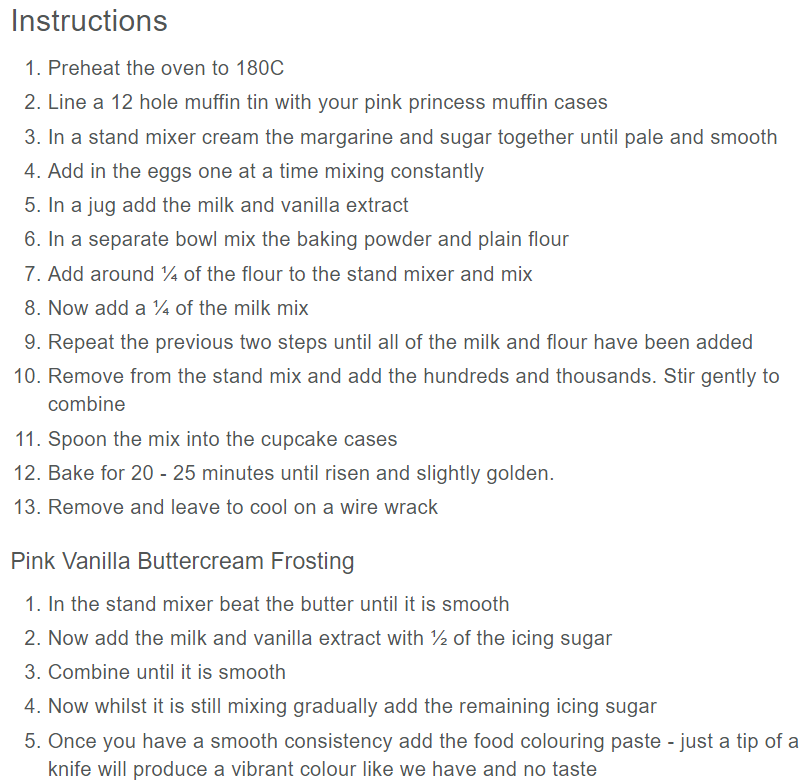 Instructions
1. Preheat the oven to 180C
2. Line a 12 hole muffin tin with your pink princess muffin cases
3. In a stand mixer cream the margarine and sugar together until pale and smooth
4. Add in the eggs one at a time mixing constantly
5. In a jug add the milk and vanilla extract
6. In a separate bowl mix the baking powder and plain flour
7. Add around ¼ of the flour to the stand mixer and mix
8. Now add a ¼ of the milk mix
9. Repeat the previous two steps until all of the milk and flour have been added
10. Remove from the stand mix and add the hundreds and thousands. Stir gently to
combine
11. Spoon the mix into the cupcake cases
12. Bake for 20 - 25 minutes until risen and slightly golden.
13. Remove and leave to cool on a wire wrack
Pink Vanilla Buttercream Frosting
1. In the stand mixer beat the butter until it is smooth
2. Now add the milk and vanilla extract with ½ of the icing sugar
3. Combine until it is smooth
4. Now whilst it is still mixing gradually add the remaining icing sugar
5. Once you have a smooth consistency add the food colouring paste - just a tip of a
knife will produce a vibrant colour like we have and no taste